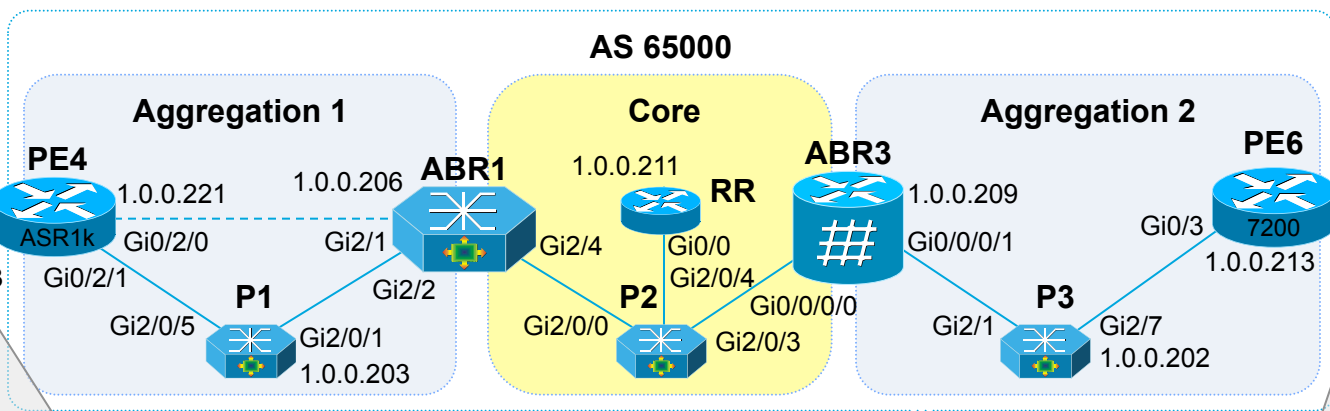 AS 65000
Aggregation 1
Core
Aggregation 2
PE4
ABR1
ABR3
PE6
1.0.0.221
1.0.0.206
1.0.0.211
RR
1.0.0.209
ASR1k
Gi0/2/0
Gi2/1
Gi2/4
Gi0/0
Gi0/0/0/1
Gi0/3
7200
1.0.0.213
Gi0/2/1
Gi2/2
Gi2/0/4
P1
P2
Gi0/0/0/0
P3
Gi2/0/5
Gi2/0/1
1.0.0.203
Gi2/0/0
Gi2/0/3
Gi2/1
Gi2/7
1.0.0.202